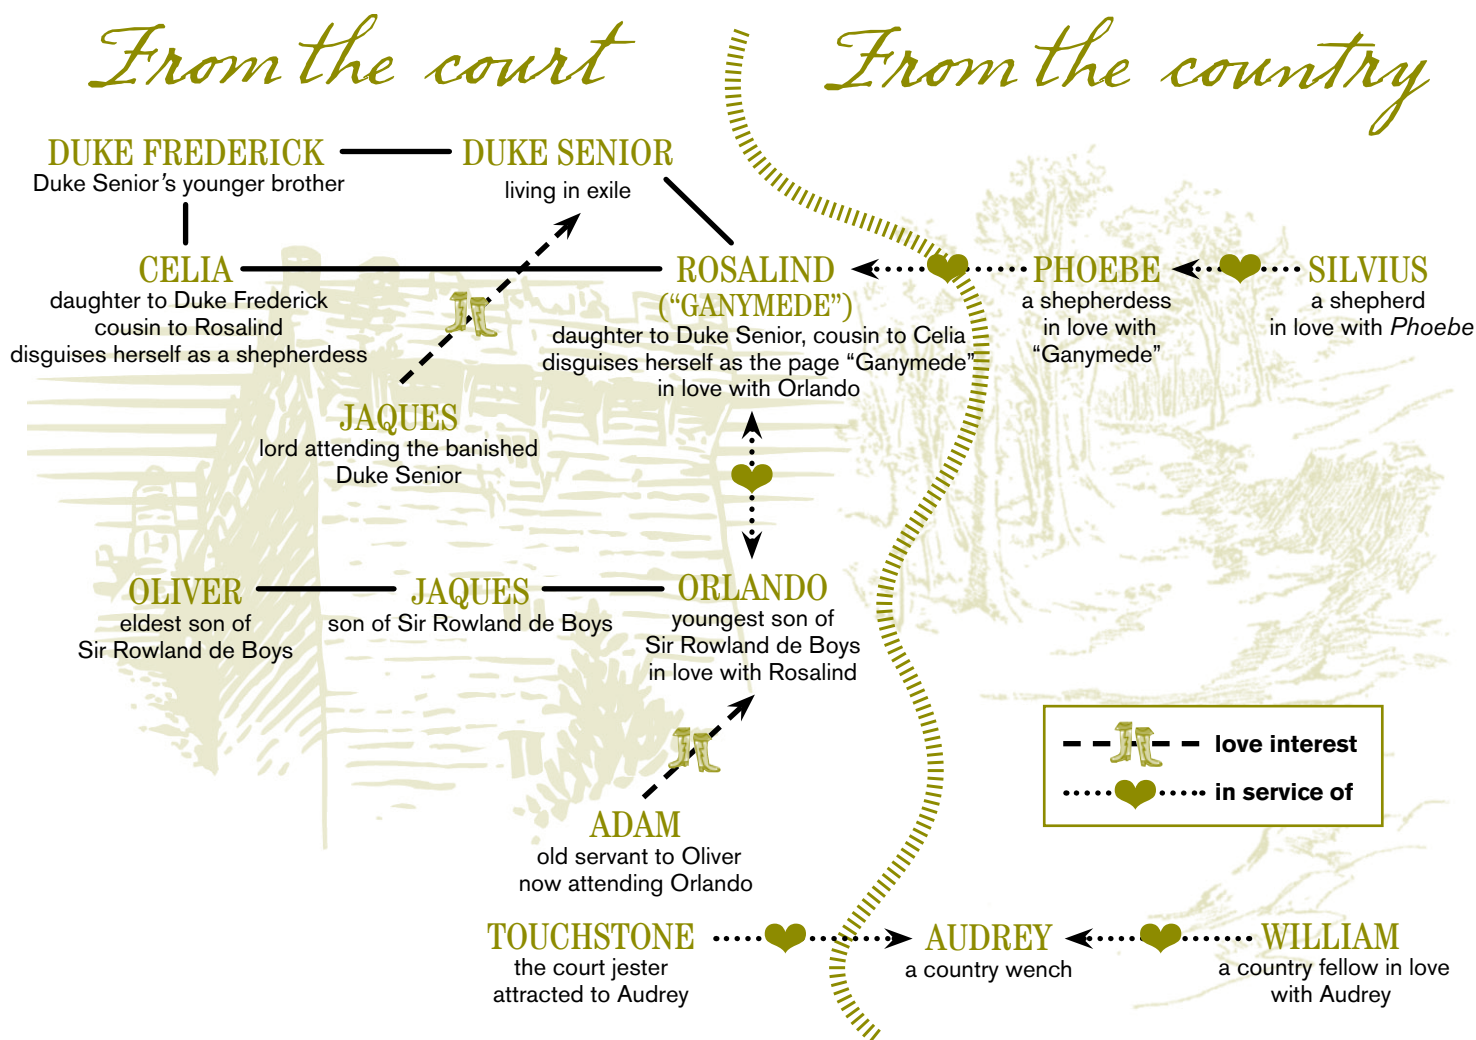 From the court
From the country
DUKE FREDERICK
Duke Senior's younger brother
DUKE SENIOR
living in exile
CELIA
daughter to Duke Frederick
cousin to Rosalind
disguises herself as a shepherdess
ROSALIND
(“GANYMEDE”)
daughter to Duke Senior, cousin to Celia
disguises herself as the page “Ganymede”
in love with Orlando
PHOEBE
a shepherdess
in love with
“Ganymede”
SILVIUS
a shepherd
in love with Phoebe
JAQUES
lord attending the banished
Duke Senior
OLIVER
eldest son of
Sir Rowland de Boys
JAQUES
son of Sir Rowland de Boys
ORLANDO
youngest son of
Sir Rowland de Boys
in love with Rosalind
love interest
in service of
ADAM
old servant to Oliver
now attending Orlando
TOUCHSTONE
the court jester
attracted to Audrey
AUDREY
a country wench
WILLIAM
a country fellow in love
with Audrey